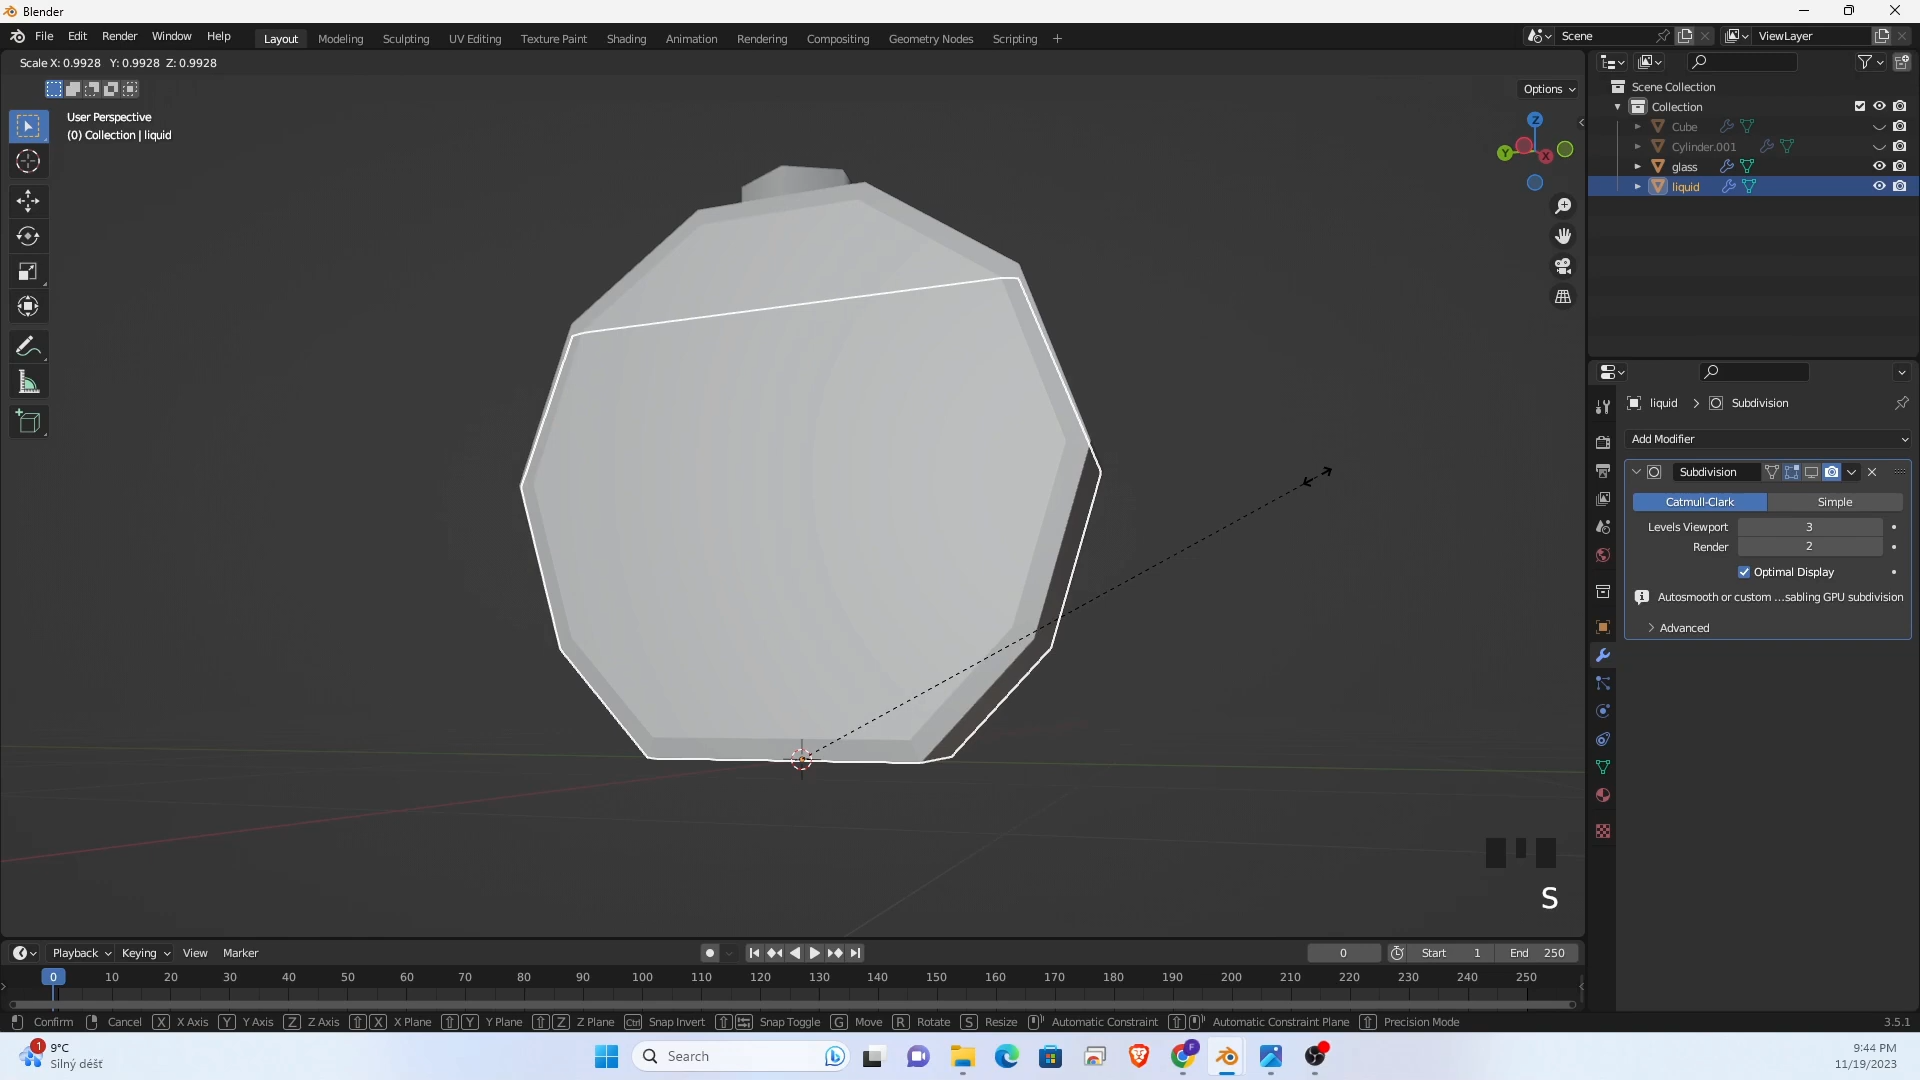 Blender
File Edit Render Window Help
Layout Modeling Sculpting UV Editing Texture Paint Shading Animation Rendering Compositing Geometry Nodes Scripting +
Scene
ViewLayer
Scale X: 0.9928 Y: 0.9928 Z: 0.9928
Options
User Perspective
(0) Collection | liquid
Z
Y
X
Scene Collection
Collection
Cube
Cylinder.001
glass
liquid
liquid > Subdivision
Add Modifier
Subdivision
Catmull-Clark Simple
Levels Viewport 3
Render 2
Optimal Display
Autosmooth or custom ...sabling GPU subdivision
Advanced
S
Playback Keying View Marker
0 Start 1 End 250
0 10 20 30 40 50 60 70 80 90 100 110 120 130 140 150 160 170 180 190 200 210 220 230 240 250
Confirm Cancel X X Axis Y Y Axis Z Z Axis X X Plane Y Y Plane Z Z Plane Ctrl Snap Invert Snap Toggle G Move R Rotate S Resize Automatic Constraint Automatic Constraint Plane Precision Mode
3.5.1
1
9°C
Silný déšť
Search
F
9:44 PM
11/19/2023